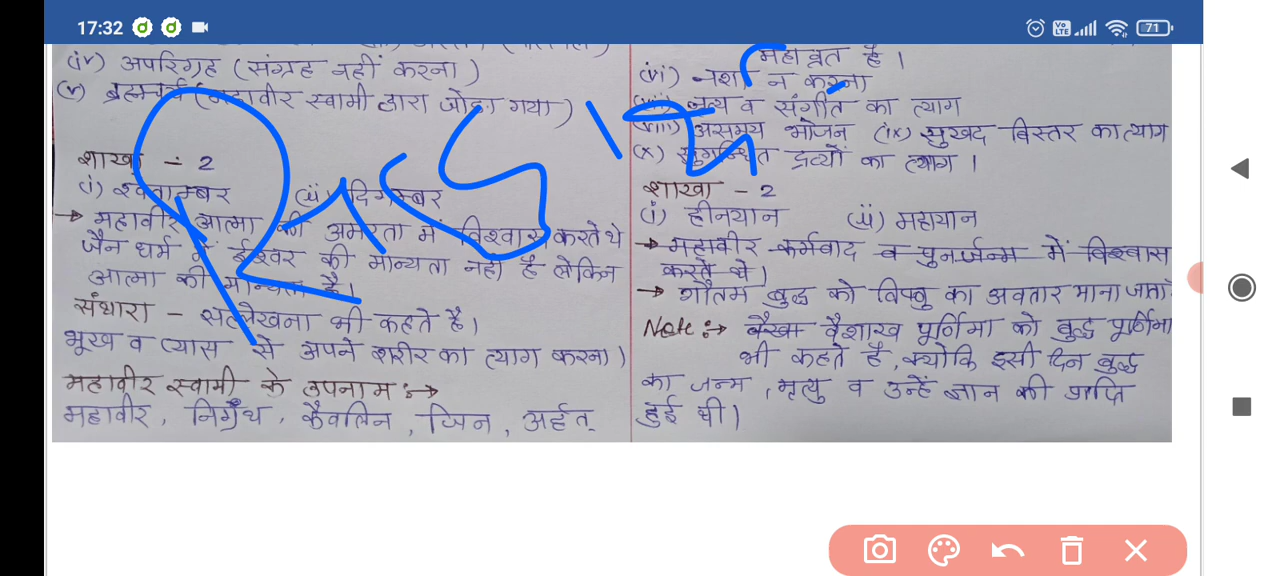 17:32
71
(iv) अपरिग्रह (संग्रह नहीं करना)
(v) ब्रह्मचर्य (महावीर स्वामी द्वारा जोड़ा गया)
शाखा - 2
(i) श्वेताम्बर (ii) दिगम्बर
→ महावीर आत्मा की अमरता में विश्वास करते थे
जैन धर्म में ईश्वर की मान्यता नहीं है लेकिन
आत्मा की मान्यता है।
संथारा - सल्लेखना भी कहते है।
भूख व प्यास से अपने शरीर का त्याग करना)
महावीर स्वामी के उपनाम :→
महावीर, निर्ग्रंथ, कैवलिन, जिन, अर्हत
महाव्रत है।
(vi) नशा न करना
(vii) नृत्य व संगीत का त्याग
(viii) असमय भोजन (ix) सुखद बिस्तर का त्याग
(x) सुगन्धित द्रव्यों का त्याग।
शाखा - 2
(i) हीनयान (ii) महायान
→ महावीर कर्मवाद व पुनर्जन्म में विश्वास
करते थे।
→ गौतम बुद्ध को विष्णु का अवतार माना जाता
Note :→ वैशाख पूर्णिमा को बुद्ध पूर्णिमा
भी कहते है, क्योकि इसी दिन बुद्ध
का जन्म, मृत्यु व उन्हें ज्ञान की प्राप्ति
हुई थी।